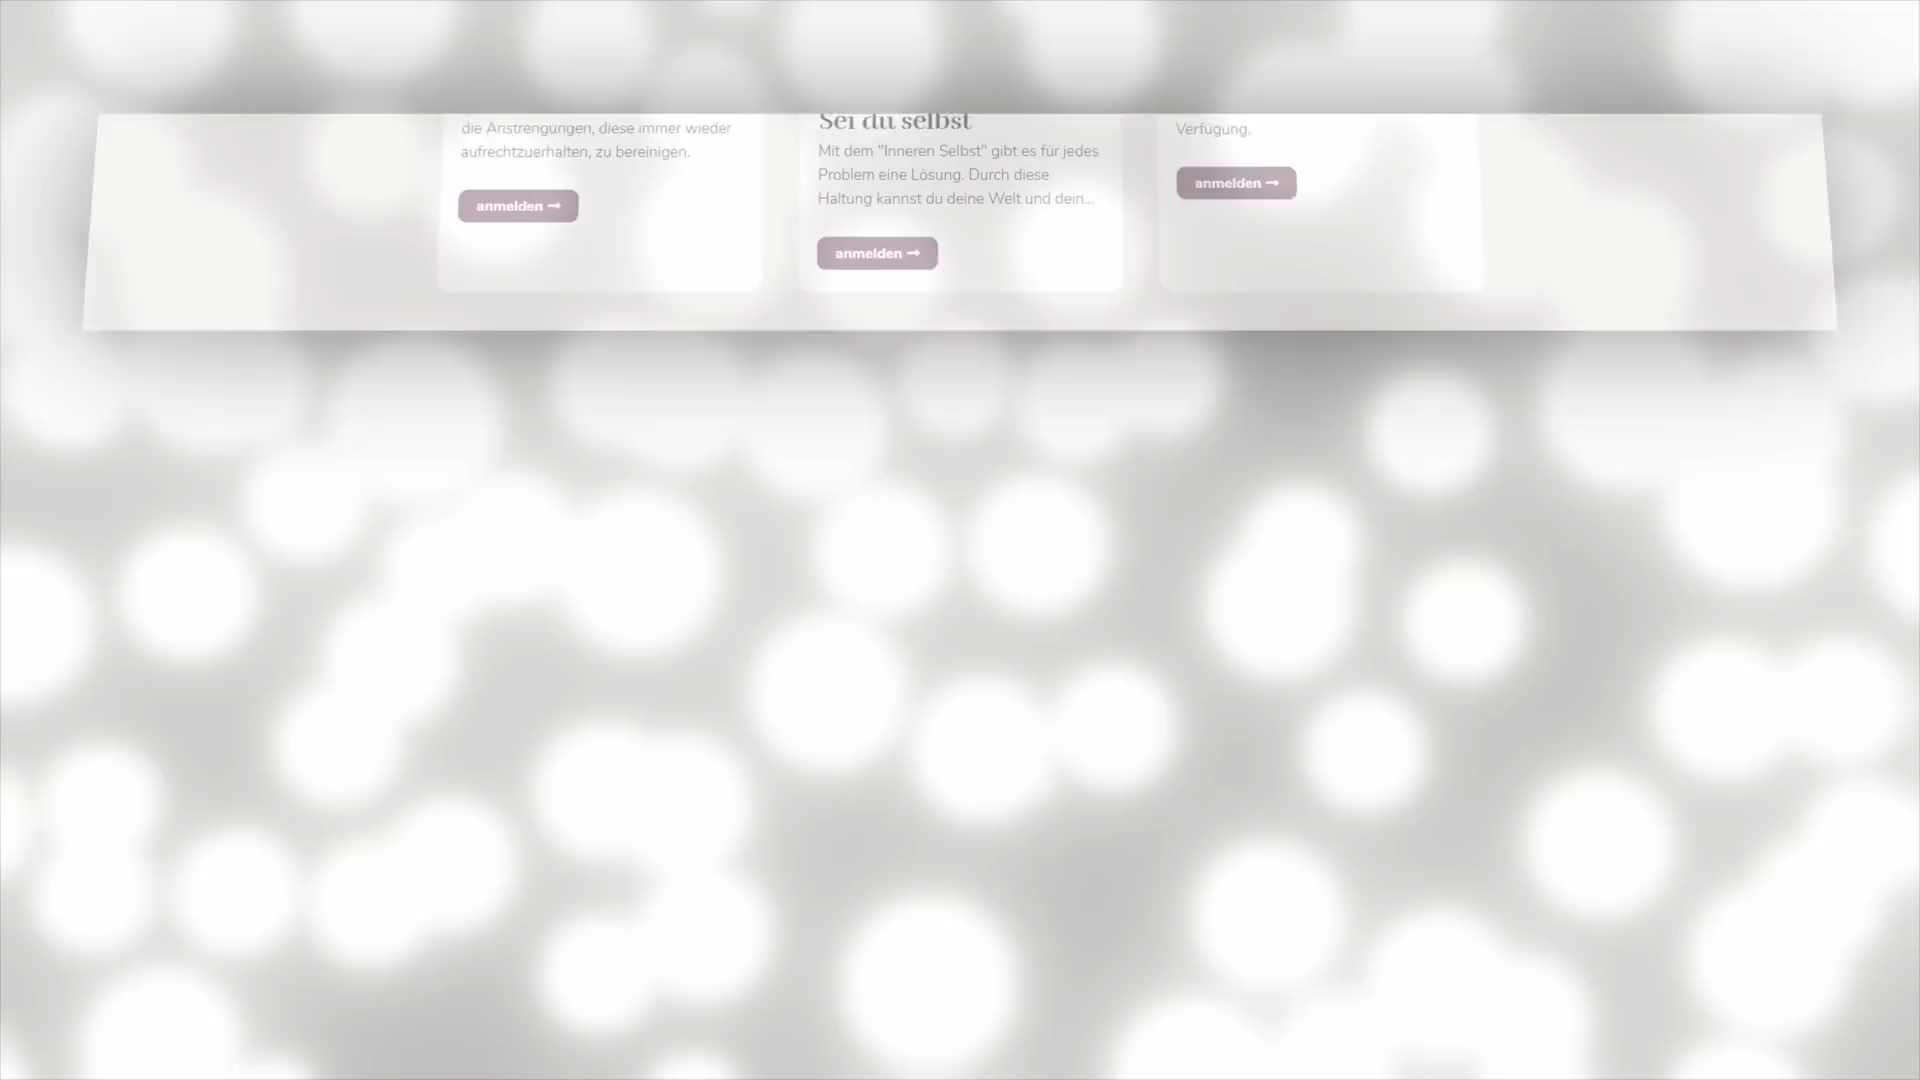 die Anstrengungen, diese immer wieder
aufrechtzuerhalten, zu bereinigen.
anmelden →
Sei du selbst
Mit dem "Inneren Selbst" gibt es für jedes
Problem eine Lösung. Durch diese
Haltung kannst du deine Welt und dein...
anmelden →
Verfügung.
anmelden →